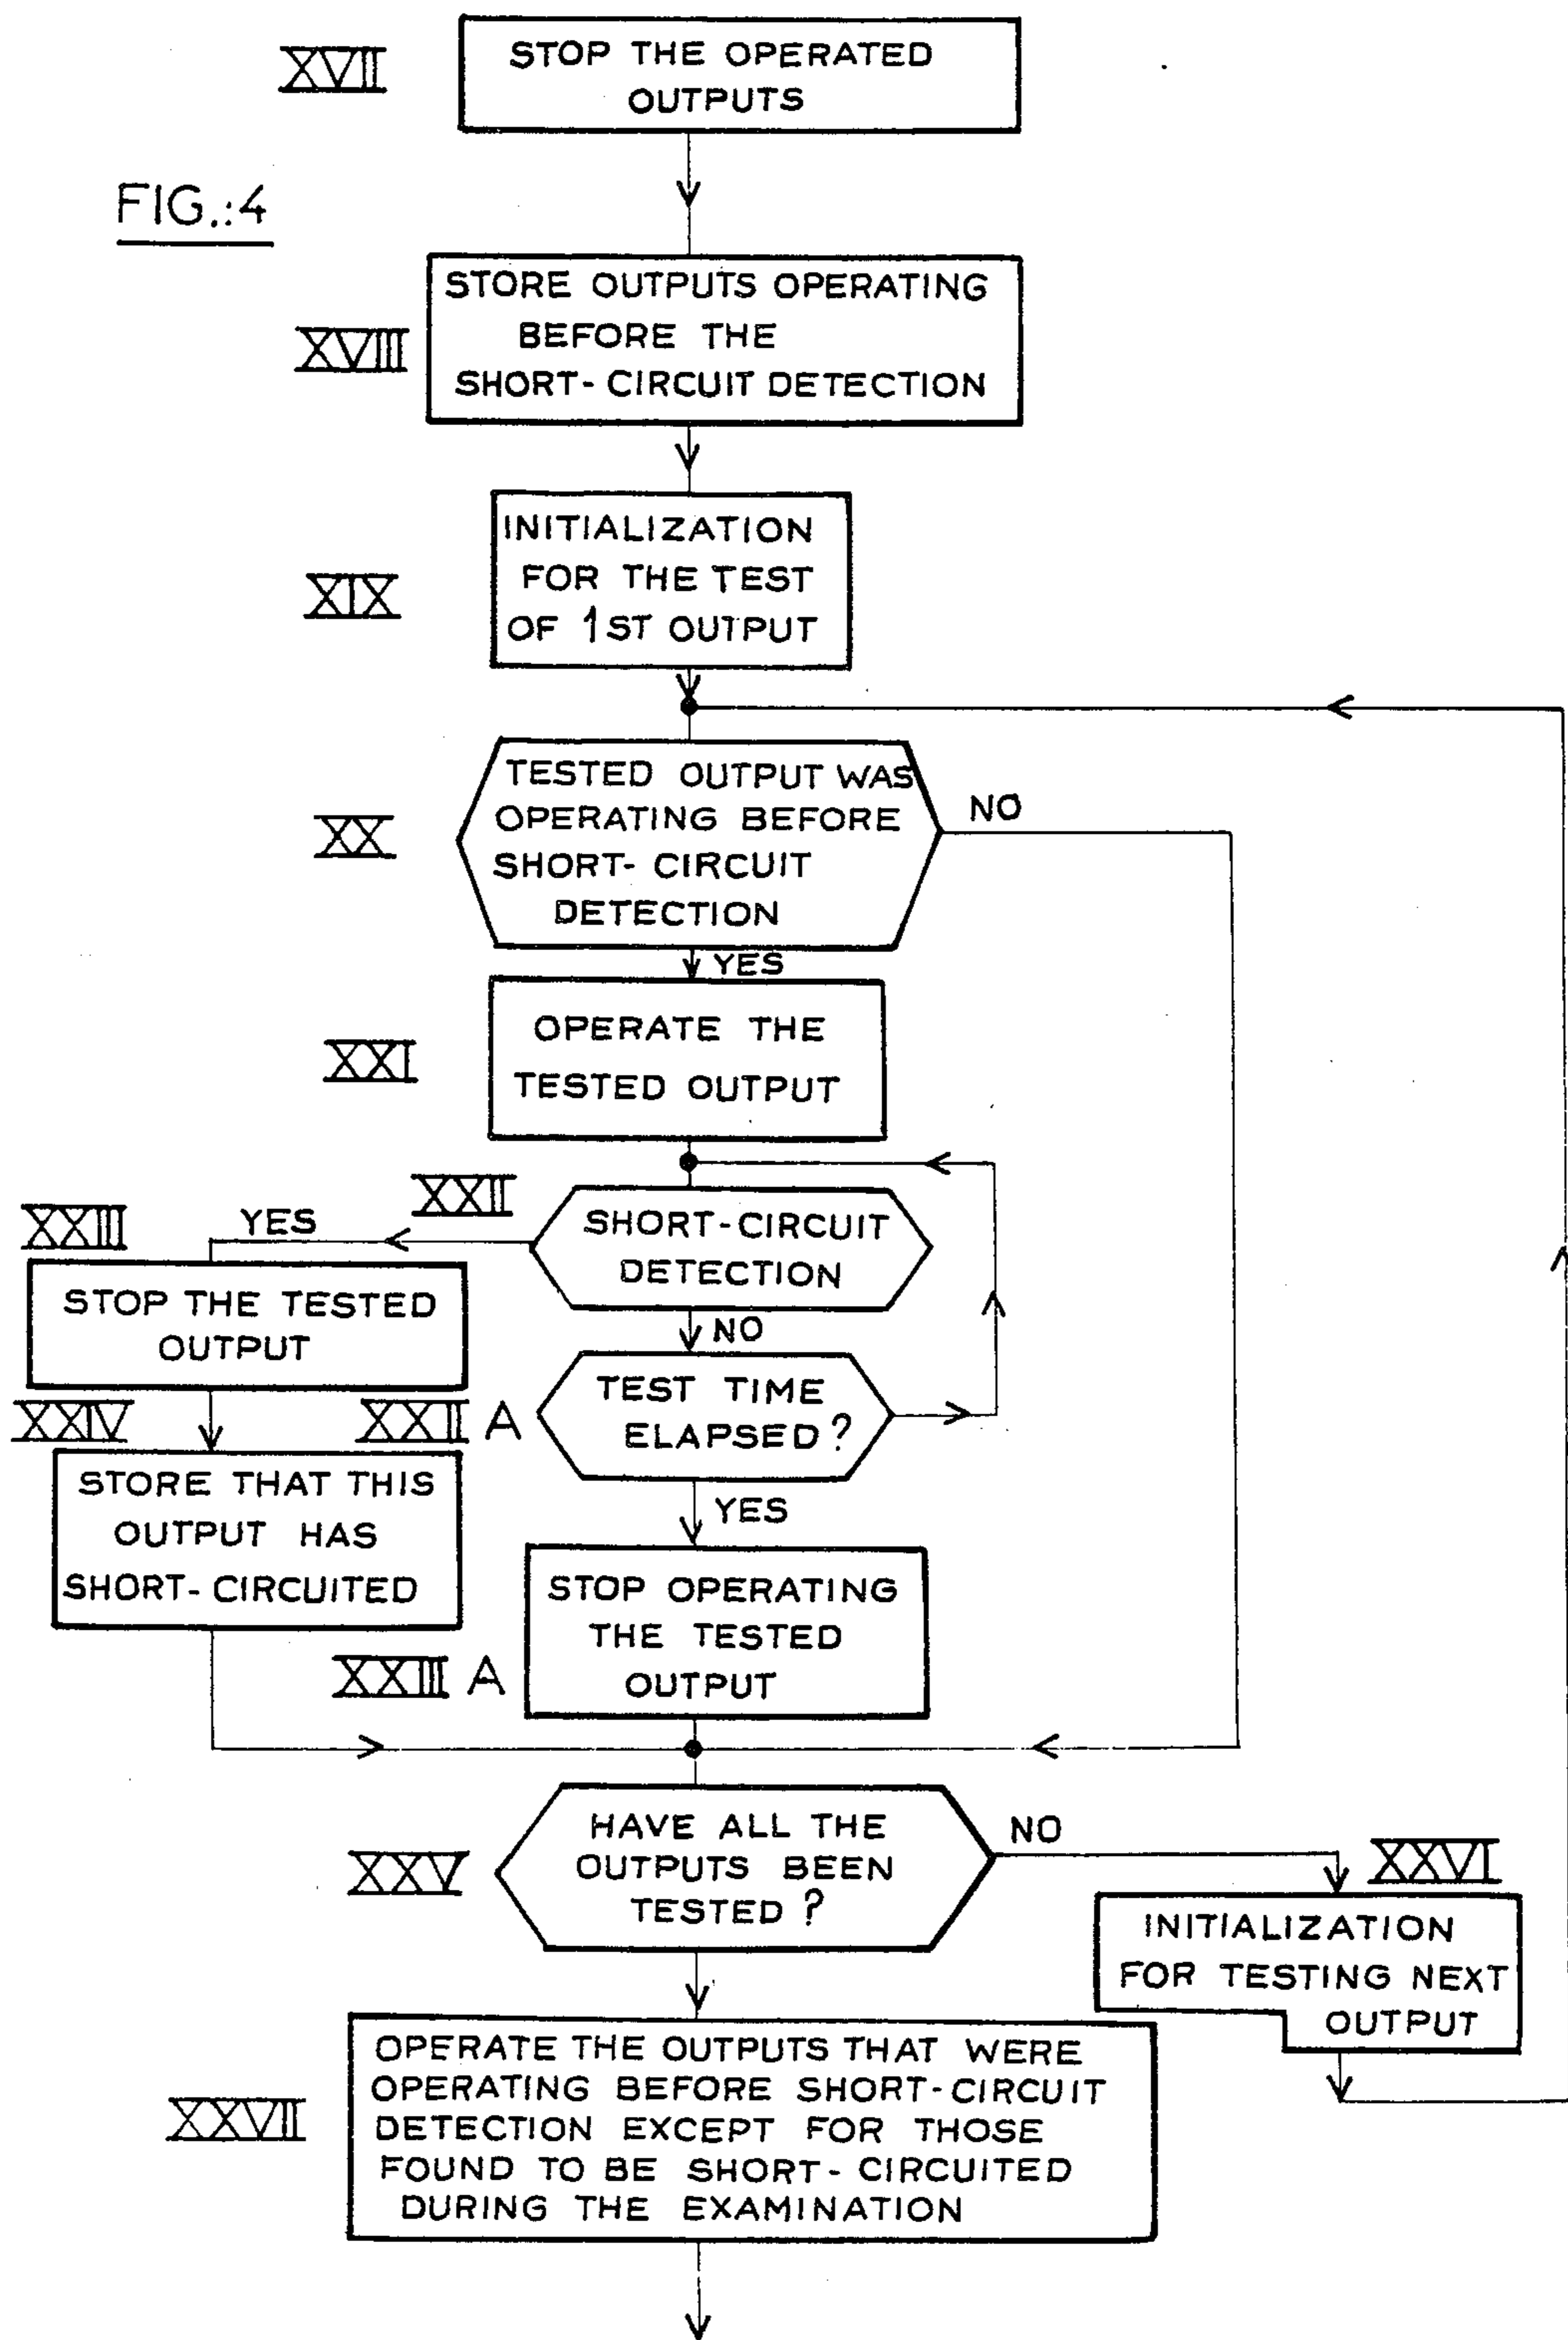 XVII
STOP THE OPERATED
OUTPUTS
FIG.:4
XVIII
STORE OUTPUTS OPERATING
BEFORE THE
SHORT-CIRCUIT DETECTION
XIX
INITIALIZATION
FOR THE TEST
OF 1ST OUTPUT
XX
TESTED OUTPUT WAS
OPERATING BEFORE
SHORT-CIRCUIT
DETECTION
NO
YES
XXI
OPERATE THE
TESTED OUTPUT
XXII
SHORT-CIRCUIT
DETECTION
YES
XXIII
STOP THE TESTED
OUTPUT
NO
XXII A
TEST TIME
ELAPSED?
XXIV
STORE THAT THIS
OUTPUT HAS
SHORT-CIRCUITED
YES
XXIII A
STOP OPERATING
THE TESTED
OUTPUT
XXV
HAVE ALL THE
OUTPUTS BEEN
TESTED?
NO
XXVI
INITIALIZATION
FOR TESTING NEXT
OUTPUT
XXVII
OPERATE THE OUTPUTS THAT WERE
OPERATING BEFORE SHORT-CIRCUIT
DETECTION EXCEPT FOR THOSE
FOUND TO BE SHORT-CIRCUITED
DURING THE EXAMINATION